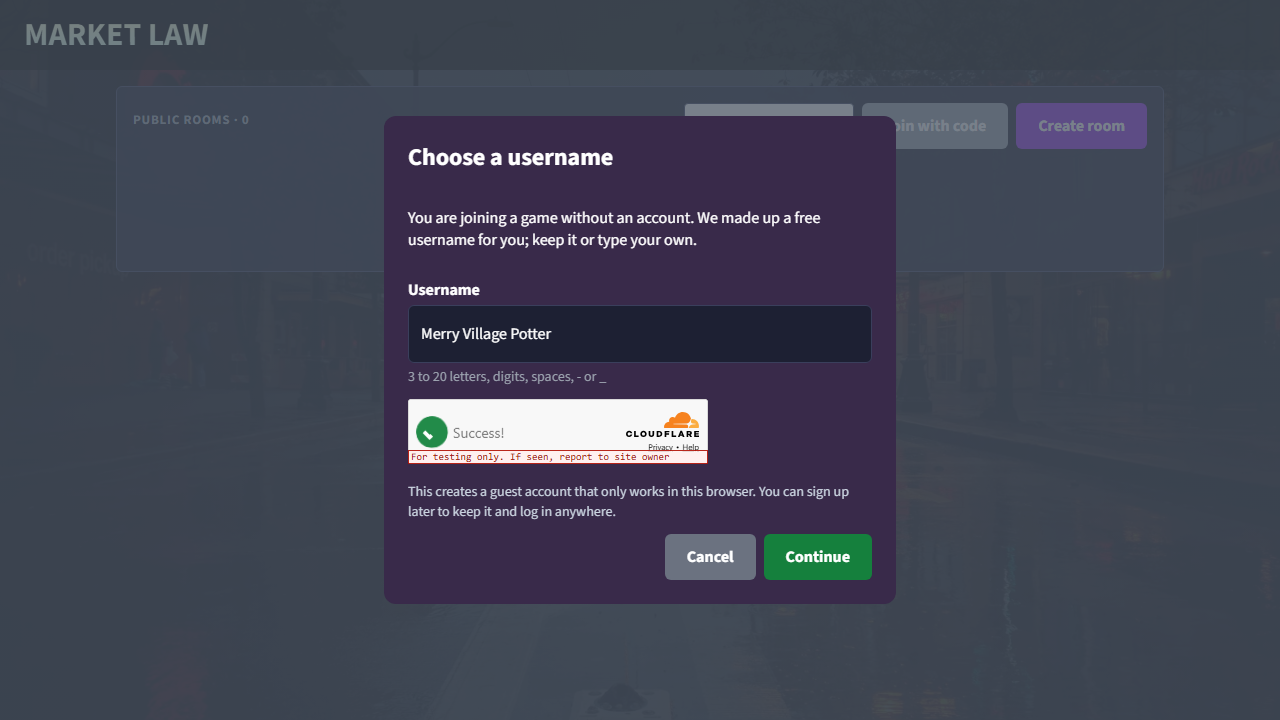 MARKET LAW
PUBLIC ROOMS · 0
with code
Create room
Choose a username
You are joining a game without an account. We made up a free
username for you; keep it or type your own.
Username
Merry Village Potter
3 to 20 letters, digits, spaces, - or _
Success!
CLOUDFLARE
Privacy • Help
For testing only. If seen, report to site owner
This creates a guest account that only works in this browser. You can sign up
later to keep it and log in anywhere.
Cancel
Continue